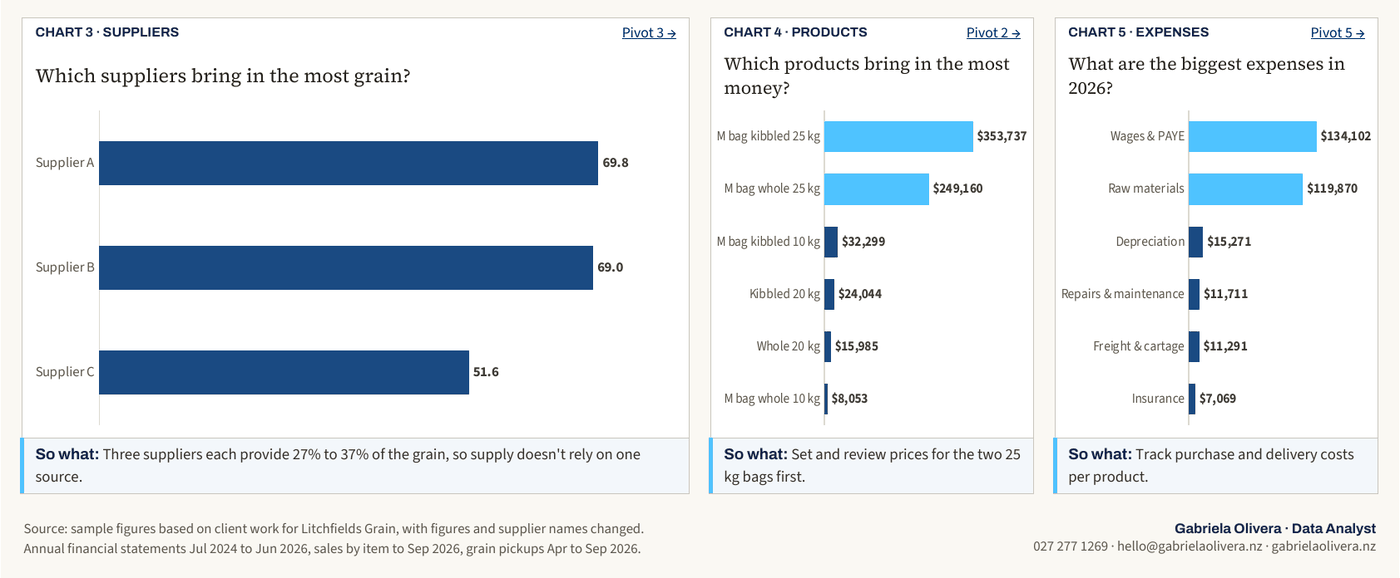 CHART 3 · SUPPLIERS
Pivot 3 →
Which suppliers bring in the most grain?
Supplier A
69.8
Supplier B
69.0
Supplier C
51.6
So what: Three suppliers each provide 27% to 37% of the grain, so supply doesn't rely on one
source.
CHART 4 · PRODUCTS
Pivot 2 →
Which products bring in the most
money?
M bag kibbled 25 kg
$353,737
M bag whole 25 kg
$249,160
M bag kibbled 10 kg
$32,299
Kibbled 20 kg
$24,044
Whole 20 kg
$15,985
M bag whole 10 kg
$8,053
So what: Set and review prices for the two 25
kg bags first.
CHART 5 · EXPENSES
Pivot 5 →
What are the biggest expenses in
2026?
Wages & PAYE
$134,102
Raw materials
$119,870
Depreciation
$15,271
Repairs & maintenance
$11,711
Freight & cartage
$11,291
Insurance
$7,069
So what: Track purchase and delivery costs
per product.
Source: sample figures based on client work for Litchfields Grain, with figures and supplier names changed.
Annual financial statements Jul 2024 to Jun 2026, sales by item to Sep 2026, grain pickups Apr to Sep 2026.
Gabriela Olivera · Data Analyst
027 277 1269 · hello@gabrielaolivera.nz · gabrielaolivera.nz